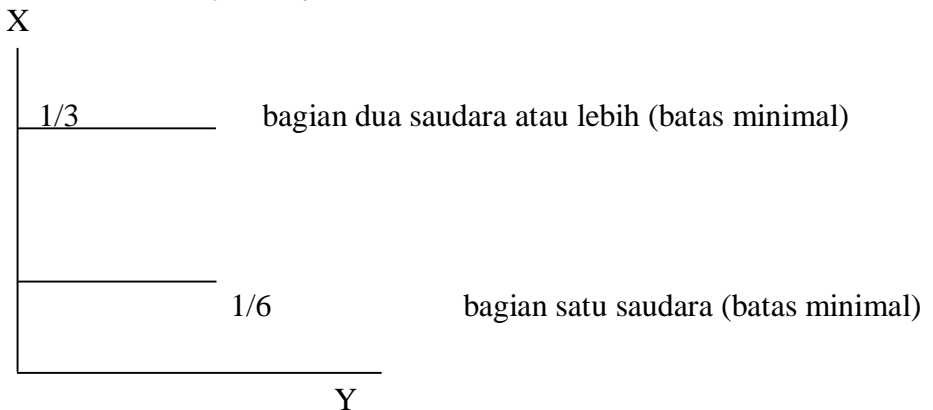 X
1/3 bagian dua saudara atau lebih (batas minimal)
1/6 bagian satu saudara (batas minimal)
Y